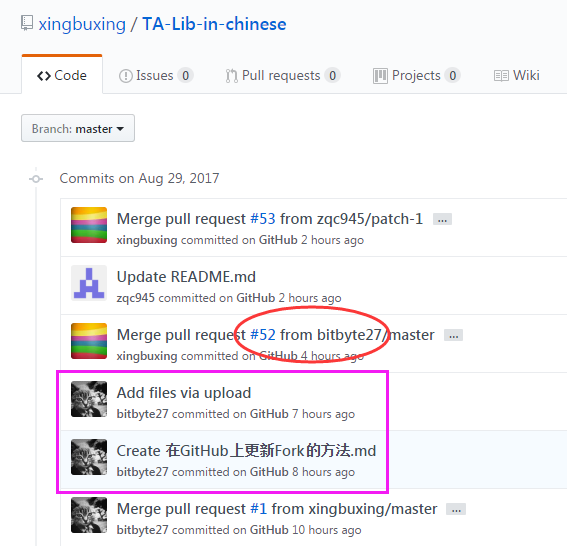 xingbuxing / TA-Lib-in-chinese
Code Issues 0 Pull requests 0 Projects 0 Wiki
Branch: master
Commits on Aug 29, 2017
Merge pull request #53 from zqc945/patch-1 ...
xingbuxing committed on GitHub 2 hours ago
Update README.md
zqc945 committed on GitHub 2 hours ago
Merge pull request #52 from bitbyte27/master ...
xingbuxing committed on GitHub 4 hours ago
Add files via upload
bitbyte27 committed on GitHub 7 hours ago
Create 在GitHub上更新Fork的方法.md
bitbyte27 committed on GitHub 8 hours ago
Merge pull request #1 from xingbuxing/master ...
bitbyte27 committed on GitHub 10 hours ago